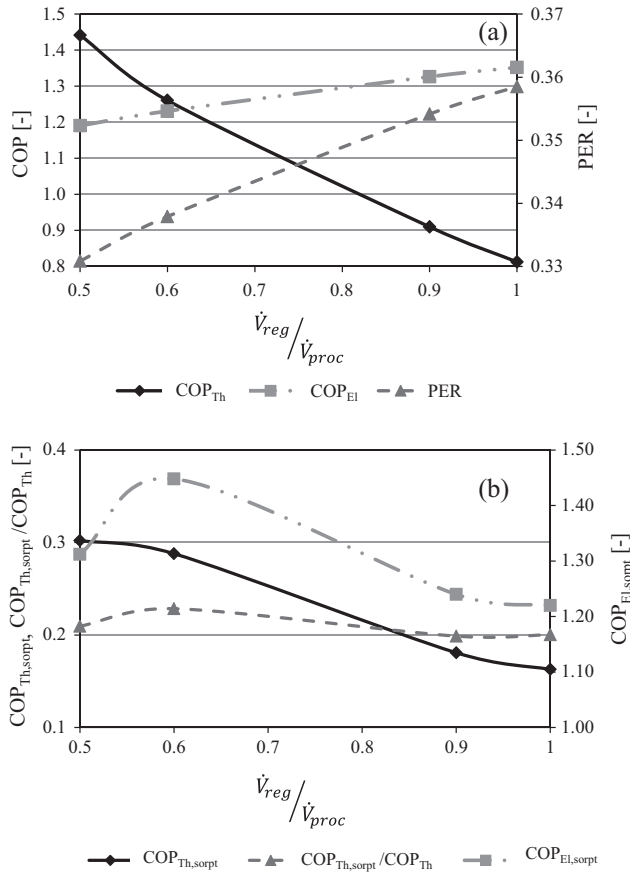 (a)
COP [-]
1.5
1.4
1.3
1.2
1.1
1.0
0.9
0.8
PER [-]
0.37
0.36
0.35
0.34
0.33
0.5 0.6 0.7 0.8 0.9 1
V̇reg/V̇proc
COPTh COPEl PER
(b)
COPTh,sorpt, COPTh,sorpt/COPTh [-]
0.4
0.3
0.2
0.1
COPEl,sorpt [-]
1.50
1.40
1.30
1.20
1.10
1.00
0.5 0.6 0.7 0.8 0.9 1
V̇reg/V̇proc
COPTh,sorpt COPTh,sorpt/COPTh COPEl,sorpt